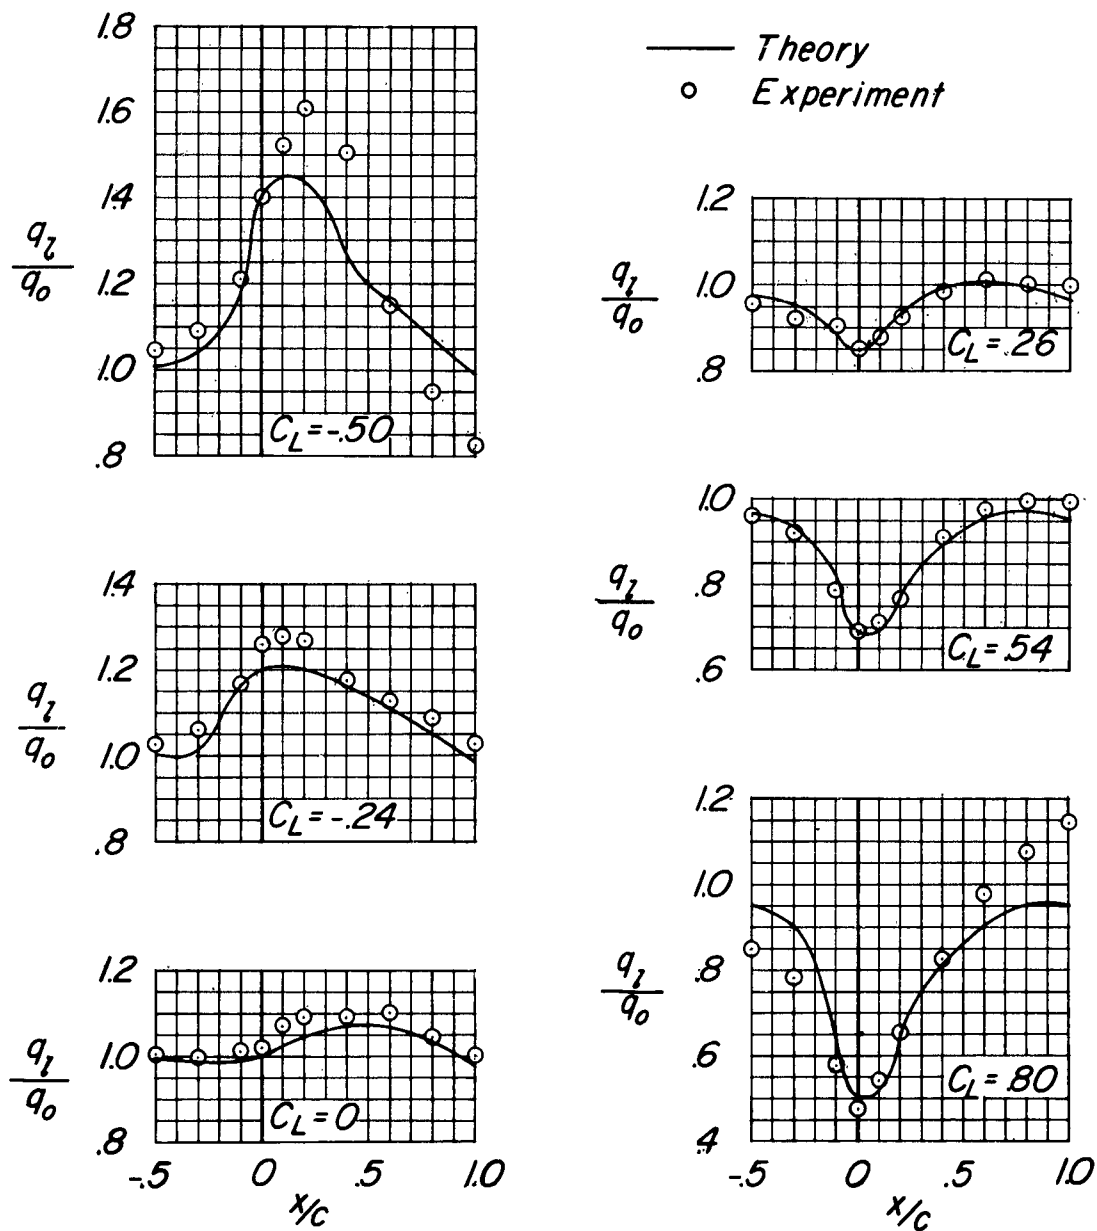 Theory
Experiment
1.8
1.6
1.4
1.2
1.0
.8
q_l/q_o
C_L = -.50
1.4
1.2
1.0
.8
q_l/q_o
C_L = -.24
1.2
1.0
.8
q_l/q_o
C_L = 0
-.5 0 .5 1.0
x/c
1.2
1.0
.8
q_l/q_o
C_L = .26
1.0
.8
.6
q_l/q_o
C_L = .54
1.2
1.0
.8
.6
.4
q_l/q_o
C_L = .80
-.5 0 .5 1.0
x/c